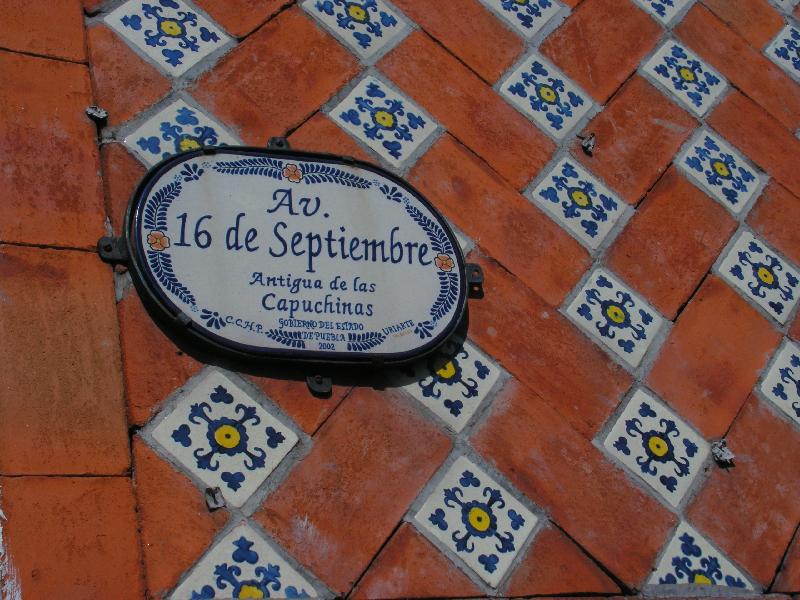 Av.
16 de Septiembre
Antigua de las
Capuchinas
C.C.H.P. GOBIERNO DEL ESTADO URIARTE
DE PUEBLA
2002